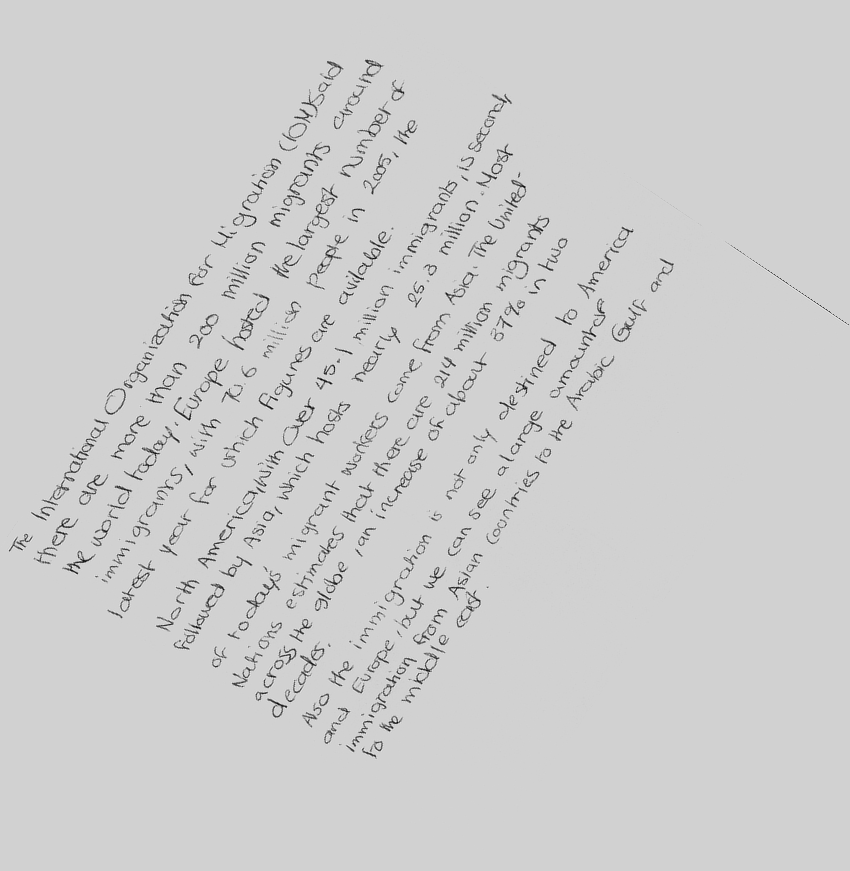 The International Organization for Migration (IOM) Said
there are more than 200 million migrants around
the world today. Europe hosted the largest number of
immigrants, with 70.6 million people in 2005, the
latest year for which figures are available.
North America, with over 45.1 million immigrants, is second,
followed by Asia, which hosts nearly 25.3 million. Most
of todays' migrant workers come from Asia. The United-
Nations estimates that there are 214 million migrants
across the globe, an increase of about 37% in two
decades.
Also the immigration is not only destined to America
and Europe, but we can see a large amount of
immigration from Asian countries to the Arabic Gulf and
to the middle east.